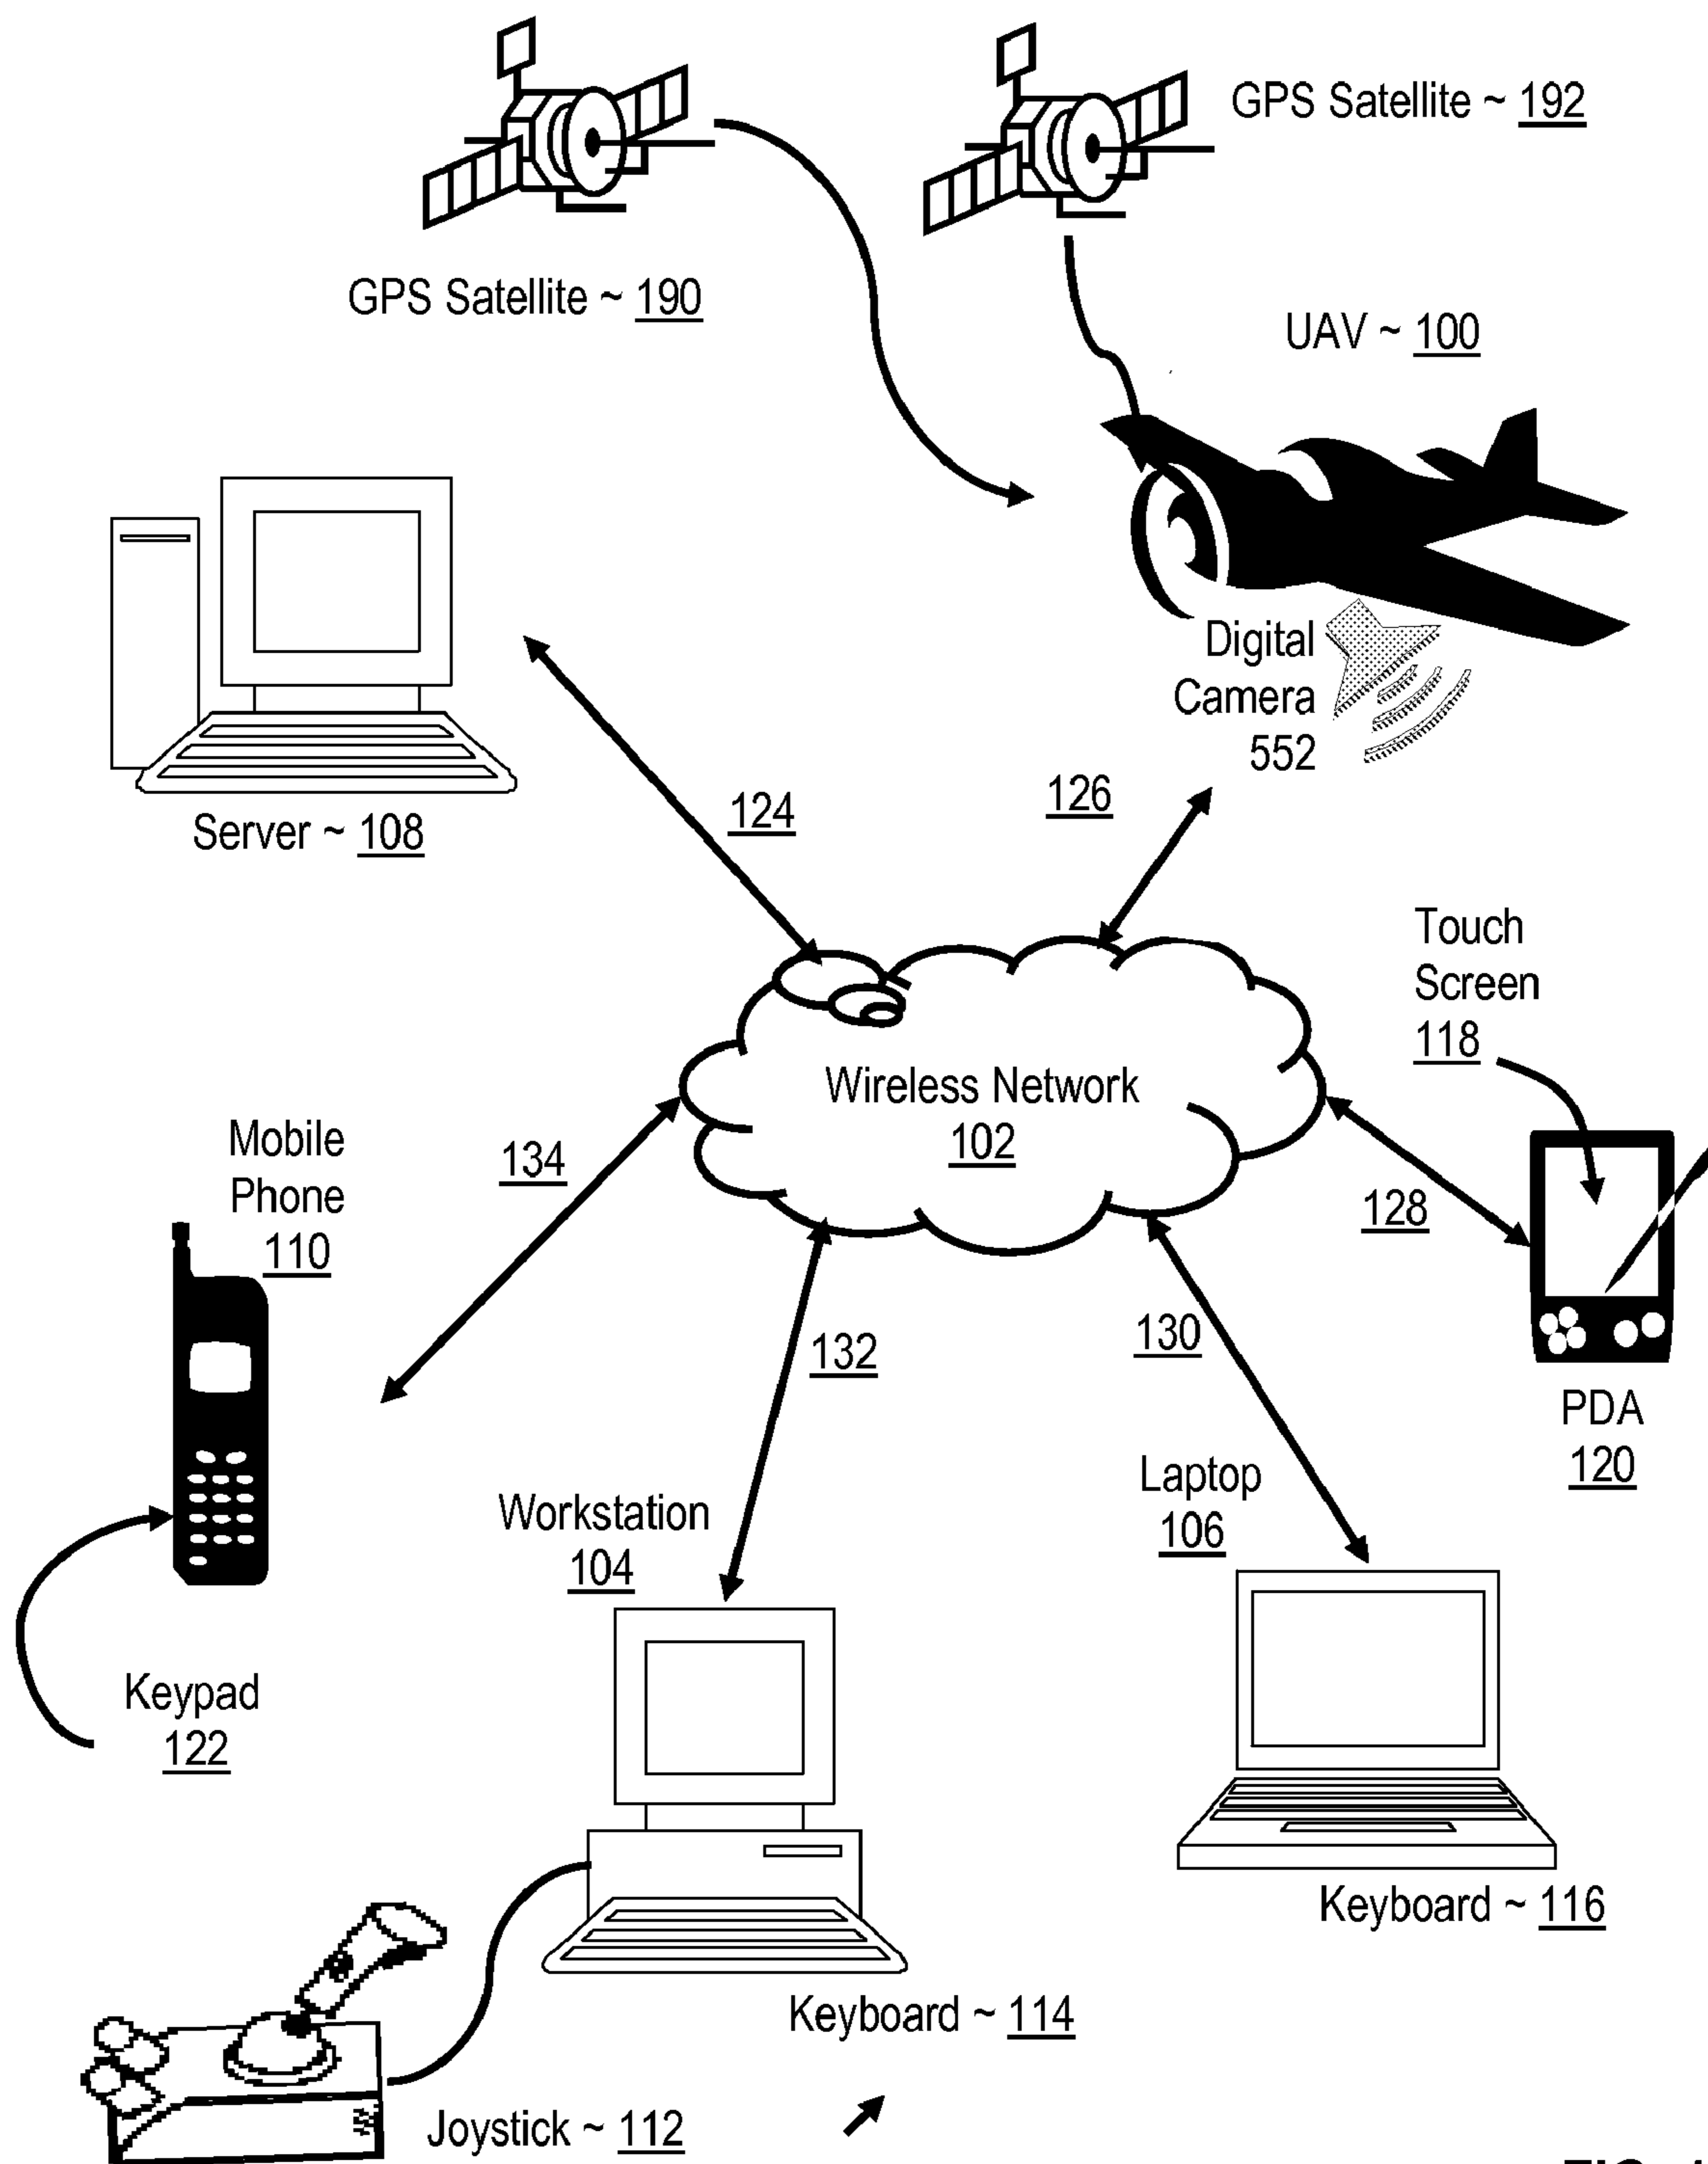 GPS Satellite ~ 192
GPS Satellite ~ 190
UAV ~ 100
Digital
Camera
552
Server ~ 108
124
126
Touch
Screen
118
Wireless Network
102
Mobile
Phone
110
134
128
132
130
PDA
120
Laptop
106
Workstation
104
Keypad
122
Keyboard ~ 116
Keyboard ~ 114
Joystick ~ 112